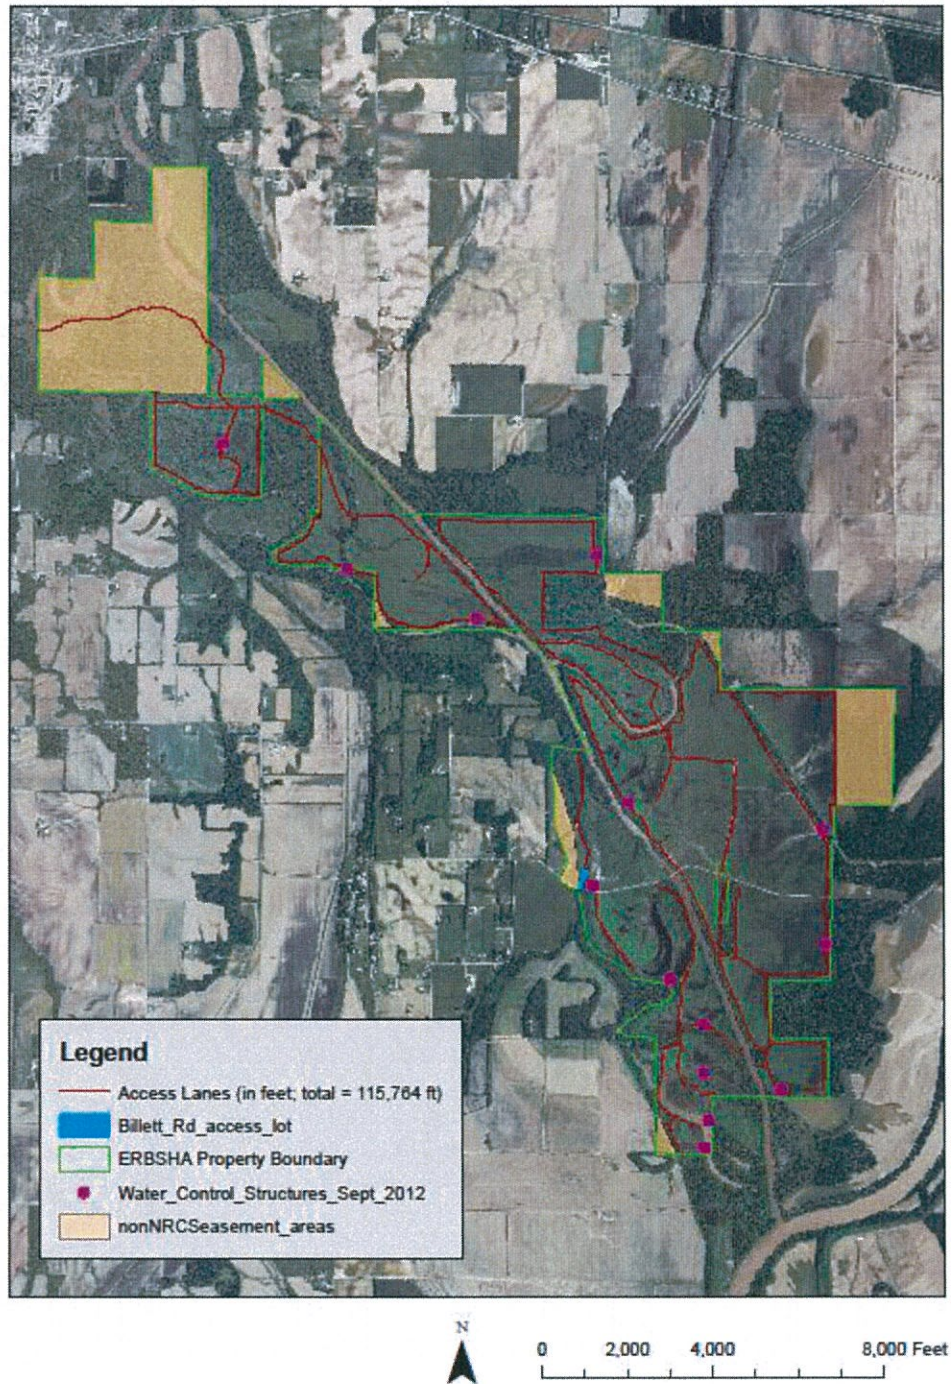 Legend
Access Lanes (in feet; total = 115,764 ft)
Billett_Rd_access_lot
ERBSHA Property Boundary
Water_Control_Structures_Sept_2012
nonNRCSeasement_areas
N
0 2,000 4,000 8,000 Feet